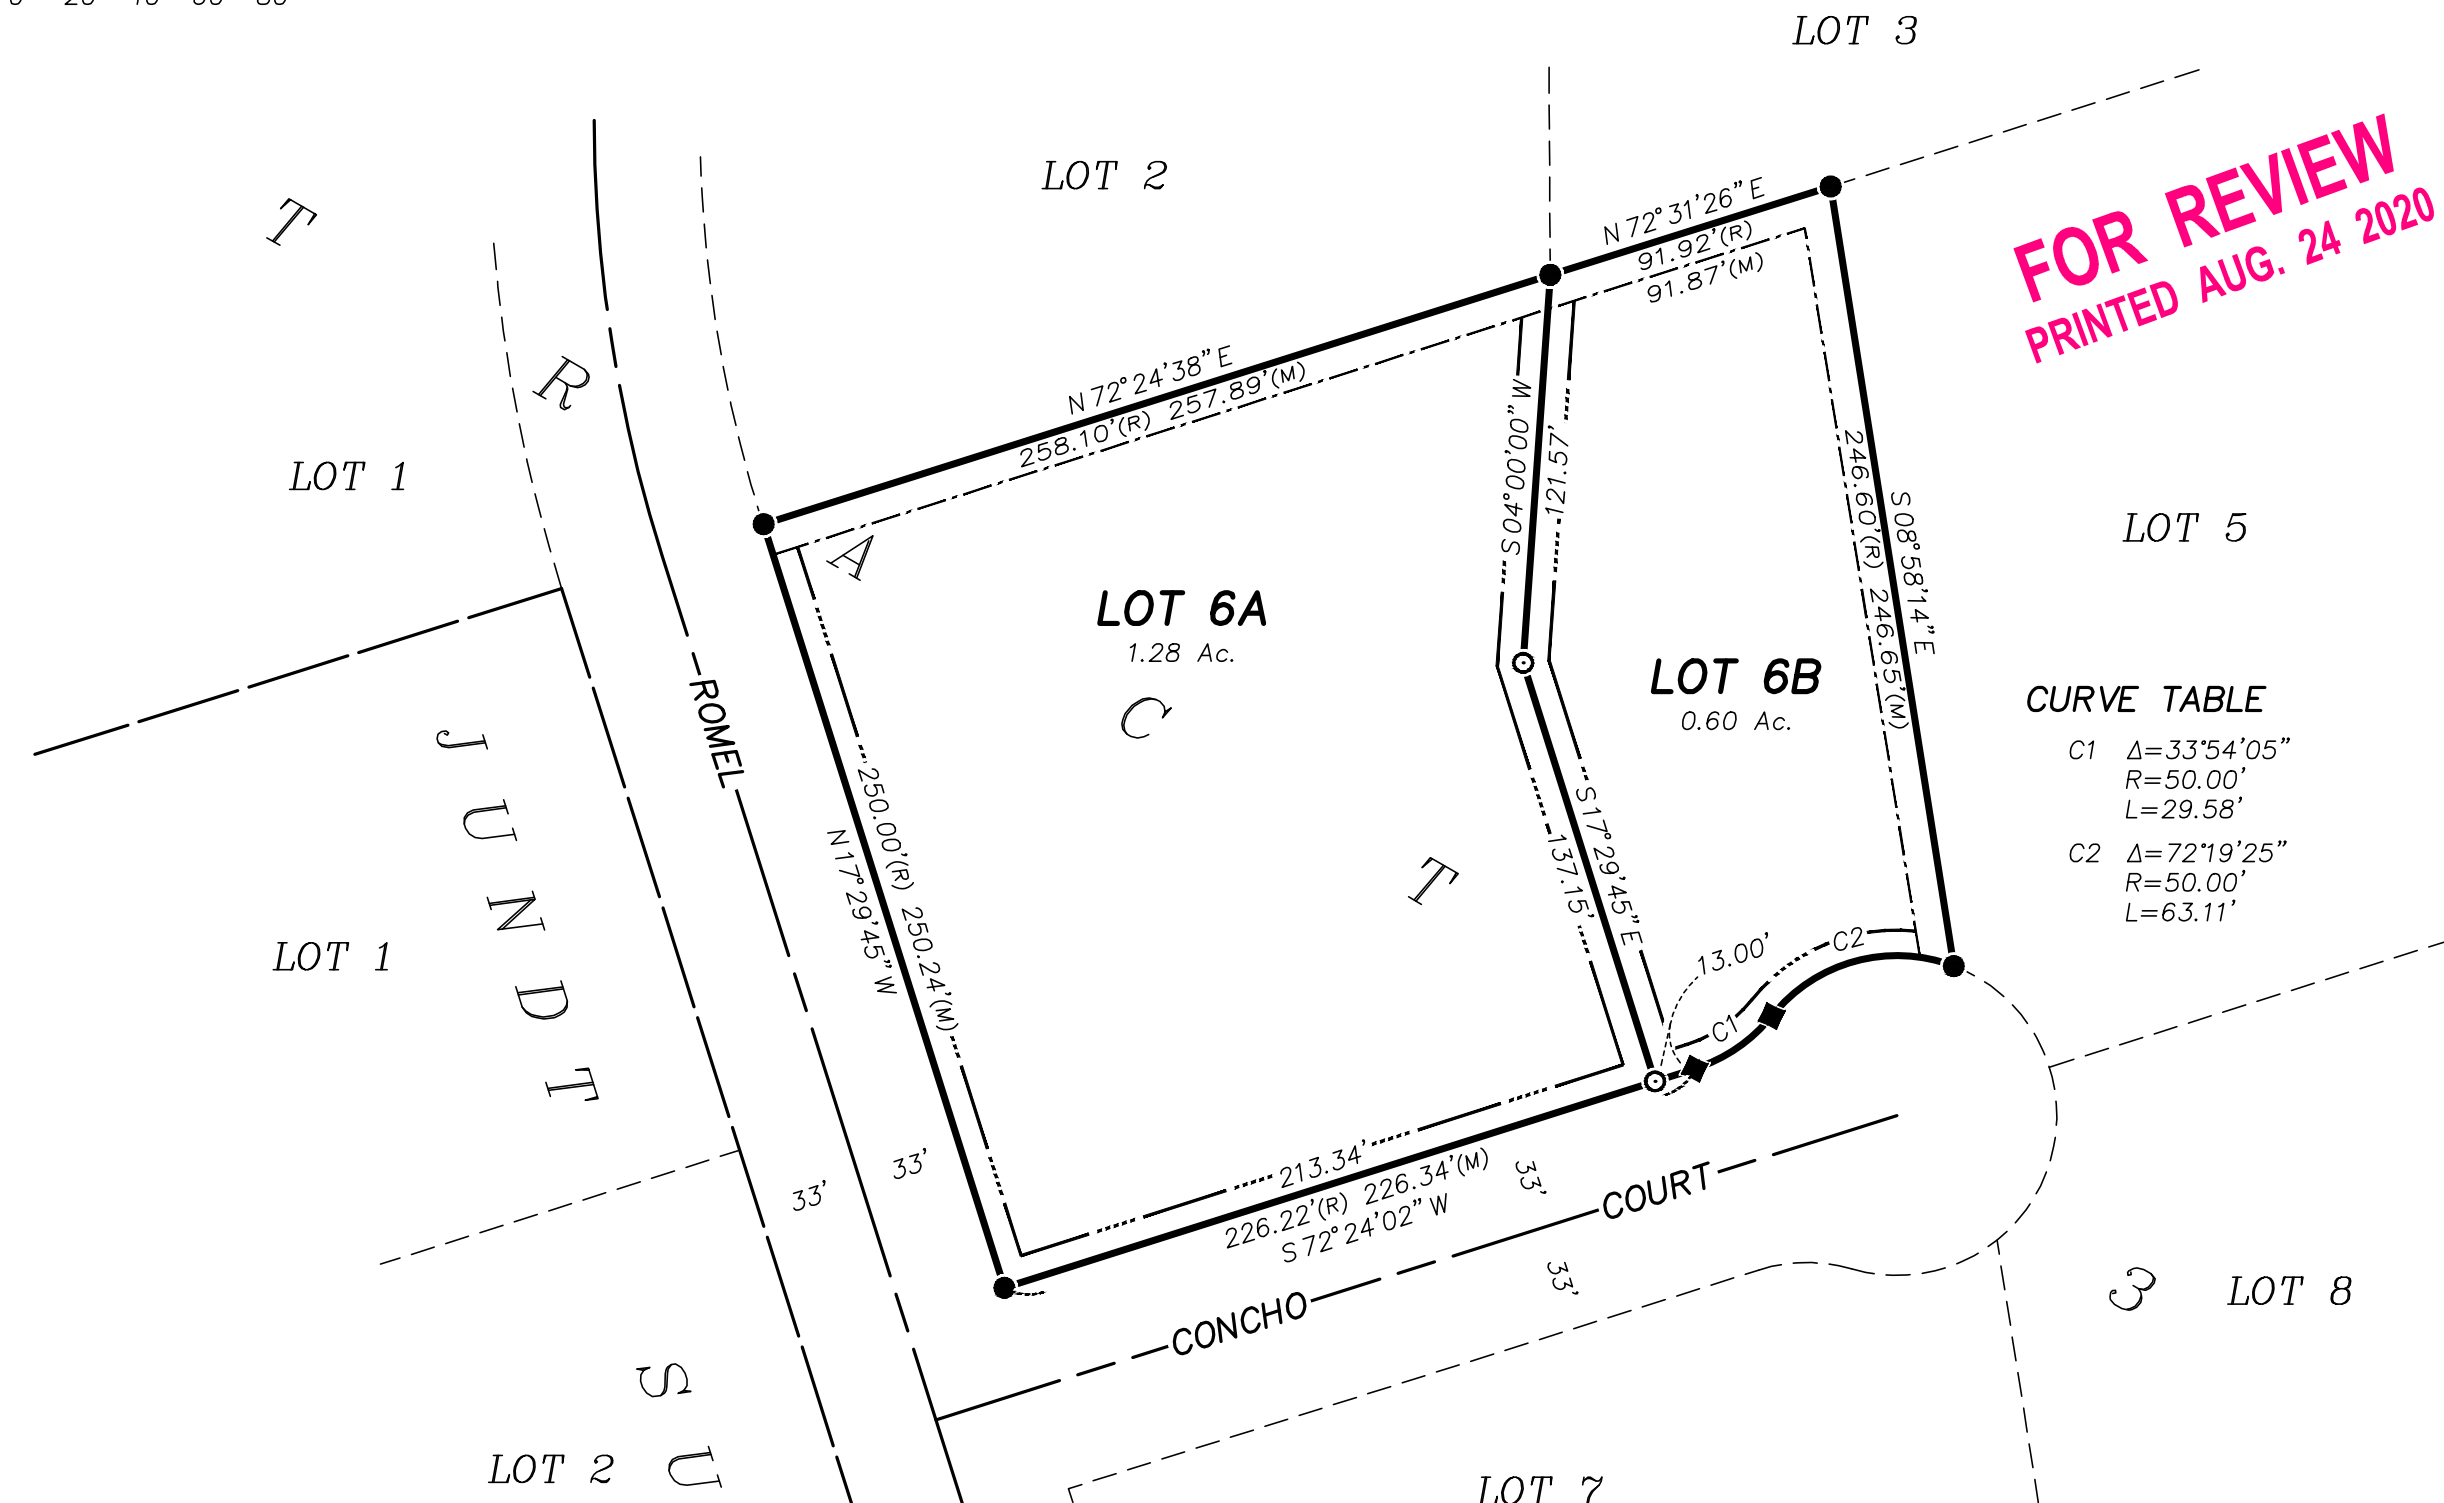 LOT 3
FOR REVIEW
PRINTED AUG. 24 2020
LOT 2
N 72°31'26" E
91.92'(R)
91.87'(M)
T
R
A
C
T
3
N 72°24'38" E
258.10'(R) 257.89'(M)
LOT 1
S 04°00'00" W
121.57'
246.60'(R) 246.65'(M)
S 08°58'14" E
LOT 5
LOT 6A
1.28 Ac.
LOT 6B
0.60 Ac.
ROMEL
CURVE TABLE
C1 Δ=33°54'05"
R=50.00'
L=29.58'
C2 Δ=72°19'25"
R=50.00'
L=63.11'
J
U
N
D
T
S
U
250.00'(R) 250.24'(M)
N 17°29'45" W
S 17°29'45" E
137.15'
13.00'
C1
C2
LOT 1
33'
33'
213.34'
226.22'(R) 226.34'(M)
S 72°24'02" W
33'
33'
CONCHO
COURT
LOT 8
LOT 2
LOT 7